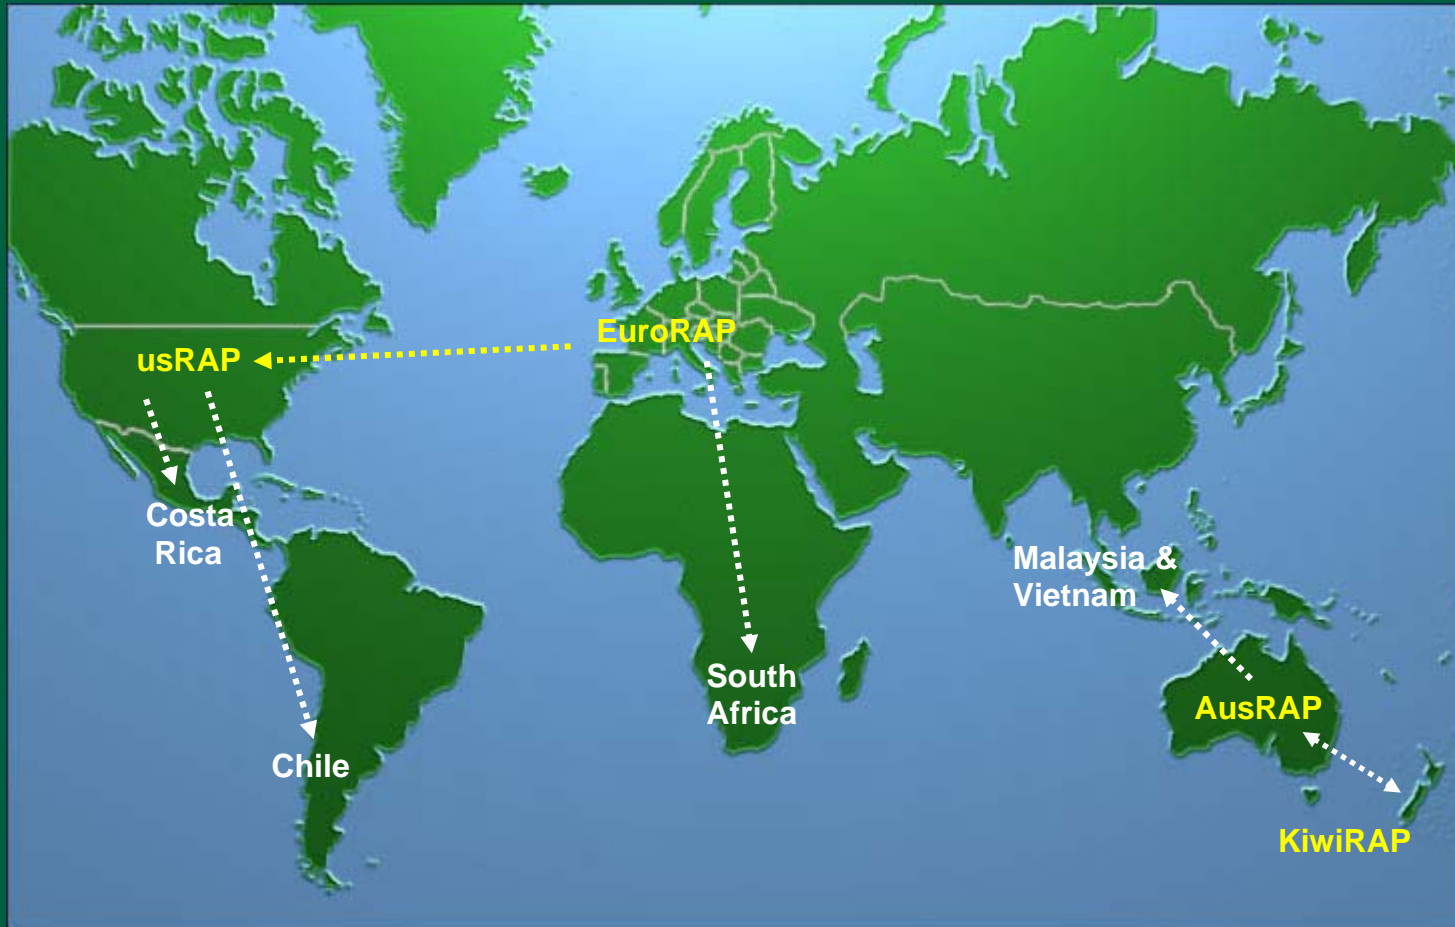 EuroRAP
usRAP
Costa
Rica
Malaysia &
Vietnam
South
Africa
AusRAP
Chile
KiwiRAP